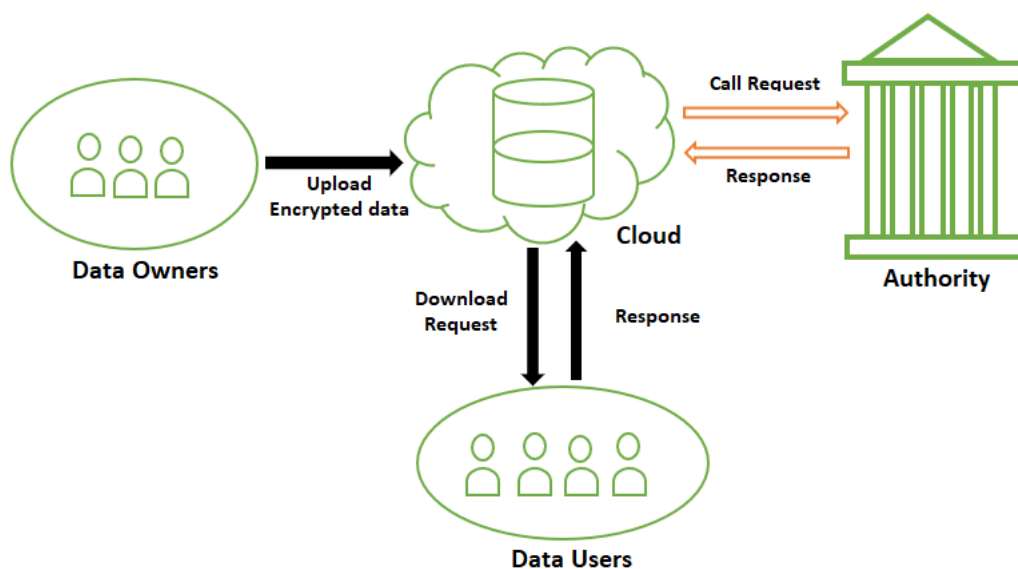 Call Request
Upload
Encrypted data
Response
Cloud
Data Owners
Authority
Download
Request
Response
Data Users